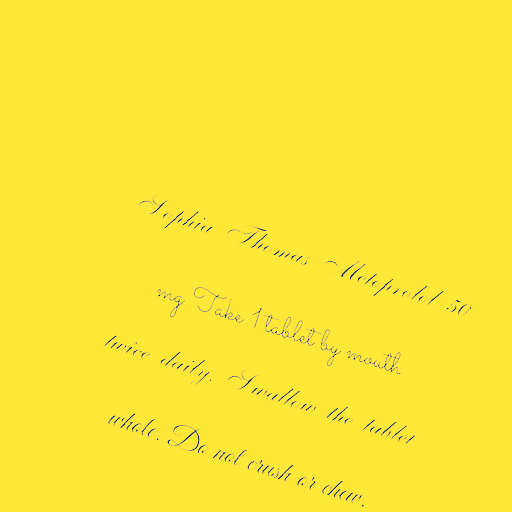 Sophia Thomas Metoprolol 50
mg Take 1 tablet by mouth
twice daily. Swallow the tablet
whole. Do not crush or chew.